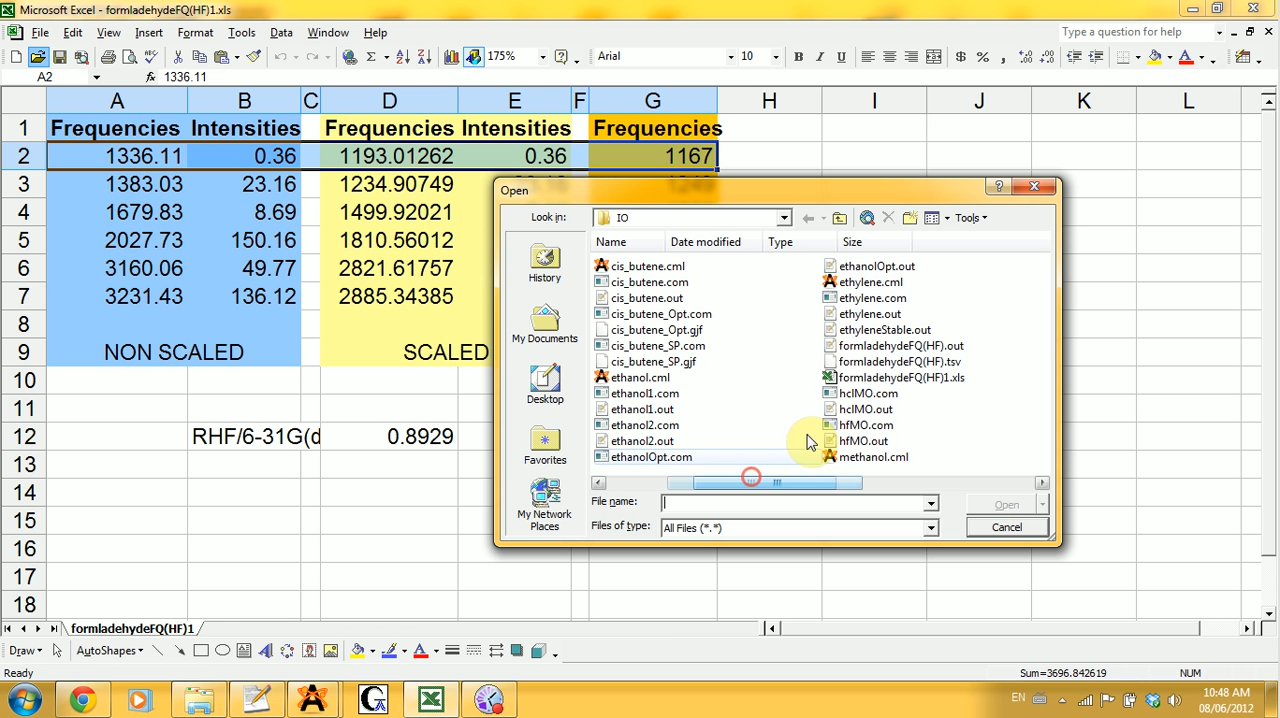 Microsoft Excel - formladehydeFQ(HF)1.xls
File Edit View Insert Format Tools Data Window Help
Type a question for help
175%
Arial
10
A2
1336.11
A B C D E F G H I J K L
1 Frequencies Intensities Frequencies Intensities Frequencies
2 1336.11 0.36 1193.01262 0.36 1167
3 1383.03 23.16 1234.90749
4 1679.83 8.69 1499.92021
5 2027.73 150.16 1810.56012
6 3160.06 49.77 2821.61757
7 3231.43 136.12 2885.34385
8
9 NON SCALED SCALED
10
11
12 RHF/6-31G(d 0.8929
13
14
15
16
17
18
Open
Look in: IO
Tools
Name Date modified Type Size
History
My Documents
Desktop
Favorites
My Network Places
cis_butene.cml
cis_butene.com
cis_butene.out
cis_butene_Opt.com
cis_butene_Opt.gjf
cis_butene_SP.com
cis_butene_SP.gjf
ethanol.cml
ethanol1.com
ethanol1.out
ethanol2.com
ethanol2.out
ethanolOpt.com
ethanolOpt.out
ethylene.cml
ethylene.com
ethylene.out
ethyleneStable.out
formladehydeFQ(HF).out
formladehydeFQ(HF).tsv
formladehydeFQ(HF)1.xls
hclMO.com
hclMO.out
hfMO.com
hfMO.out
methanol.cml
File name:
Open
Files of type: All Files (*.*)
Cancel
formladehydeFQ(HF)1
Draw AutoShapes
Ready
Sum=3696.842619
NUM
EN
10:48 AM
08/06/2012